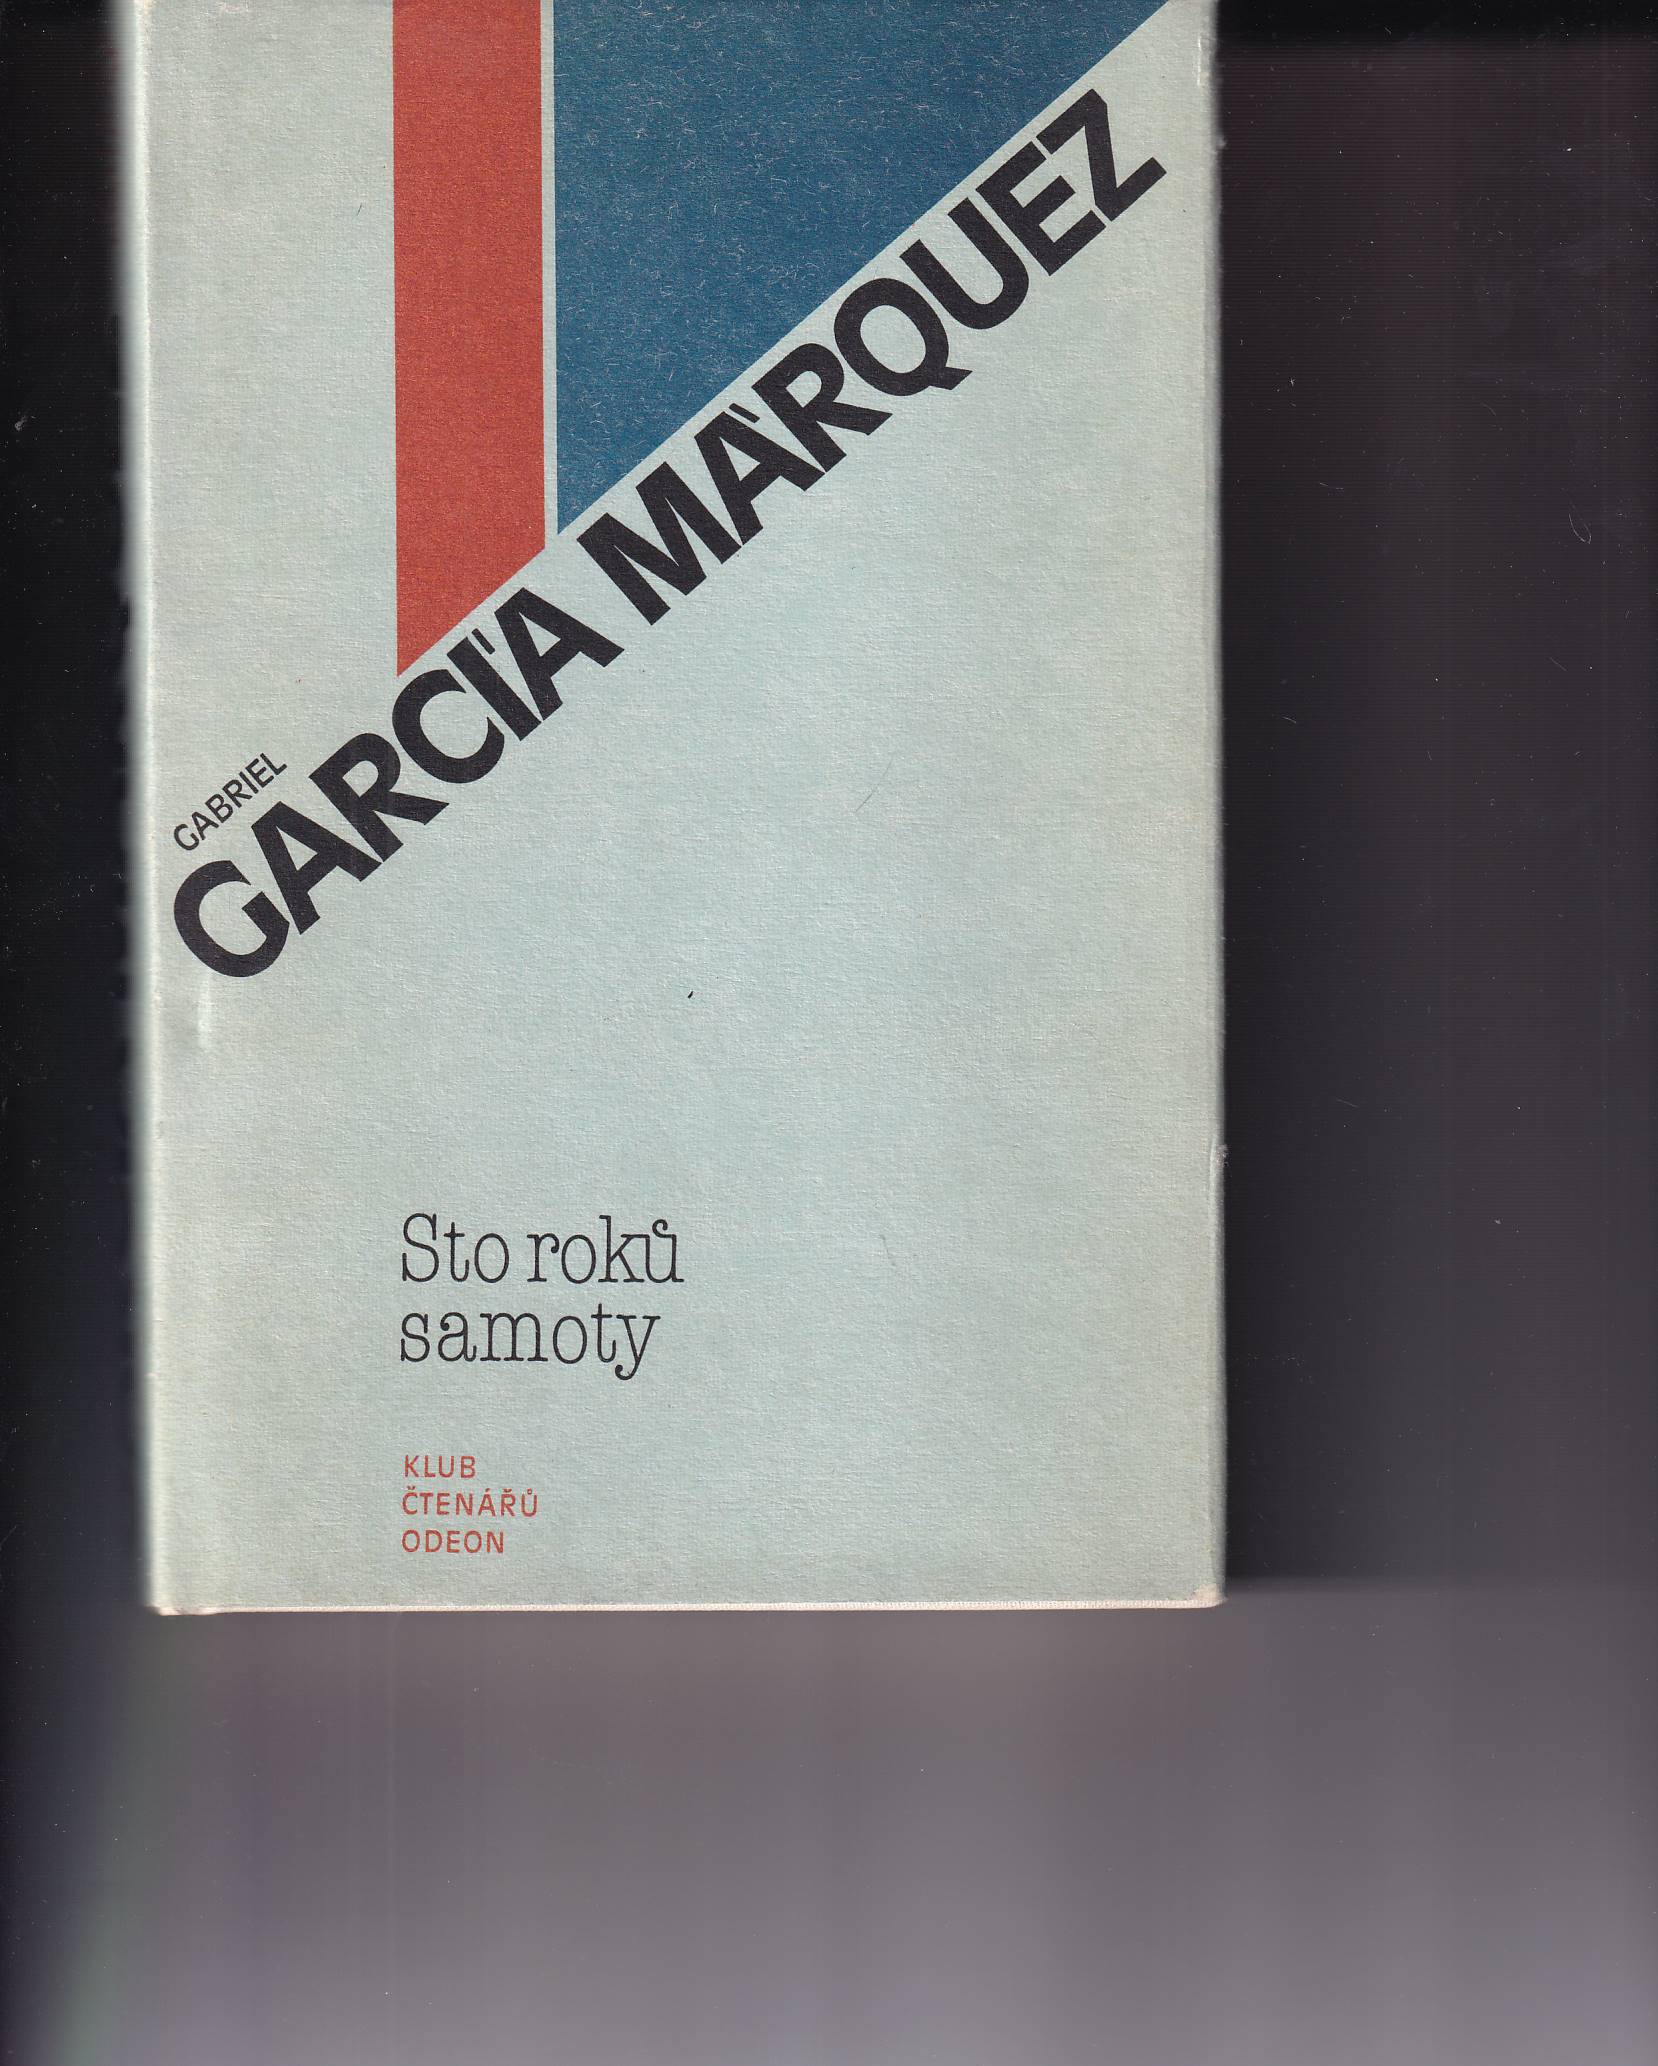 GABRIEL
GARCÍA MÁRQUEZ
Sto roků
samoty
KLUB
ČTENÁŘŮ
ODEON